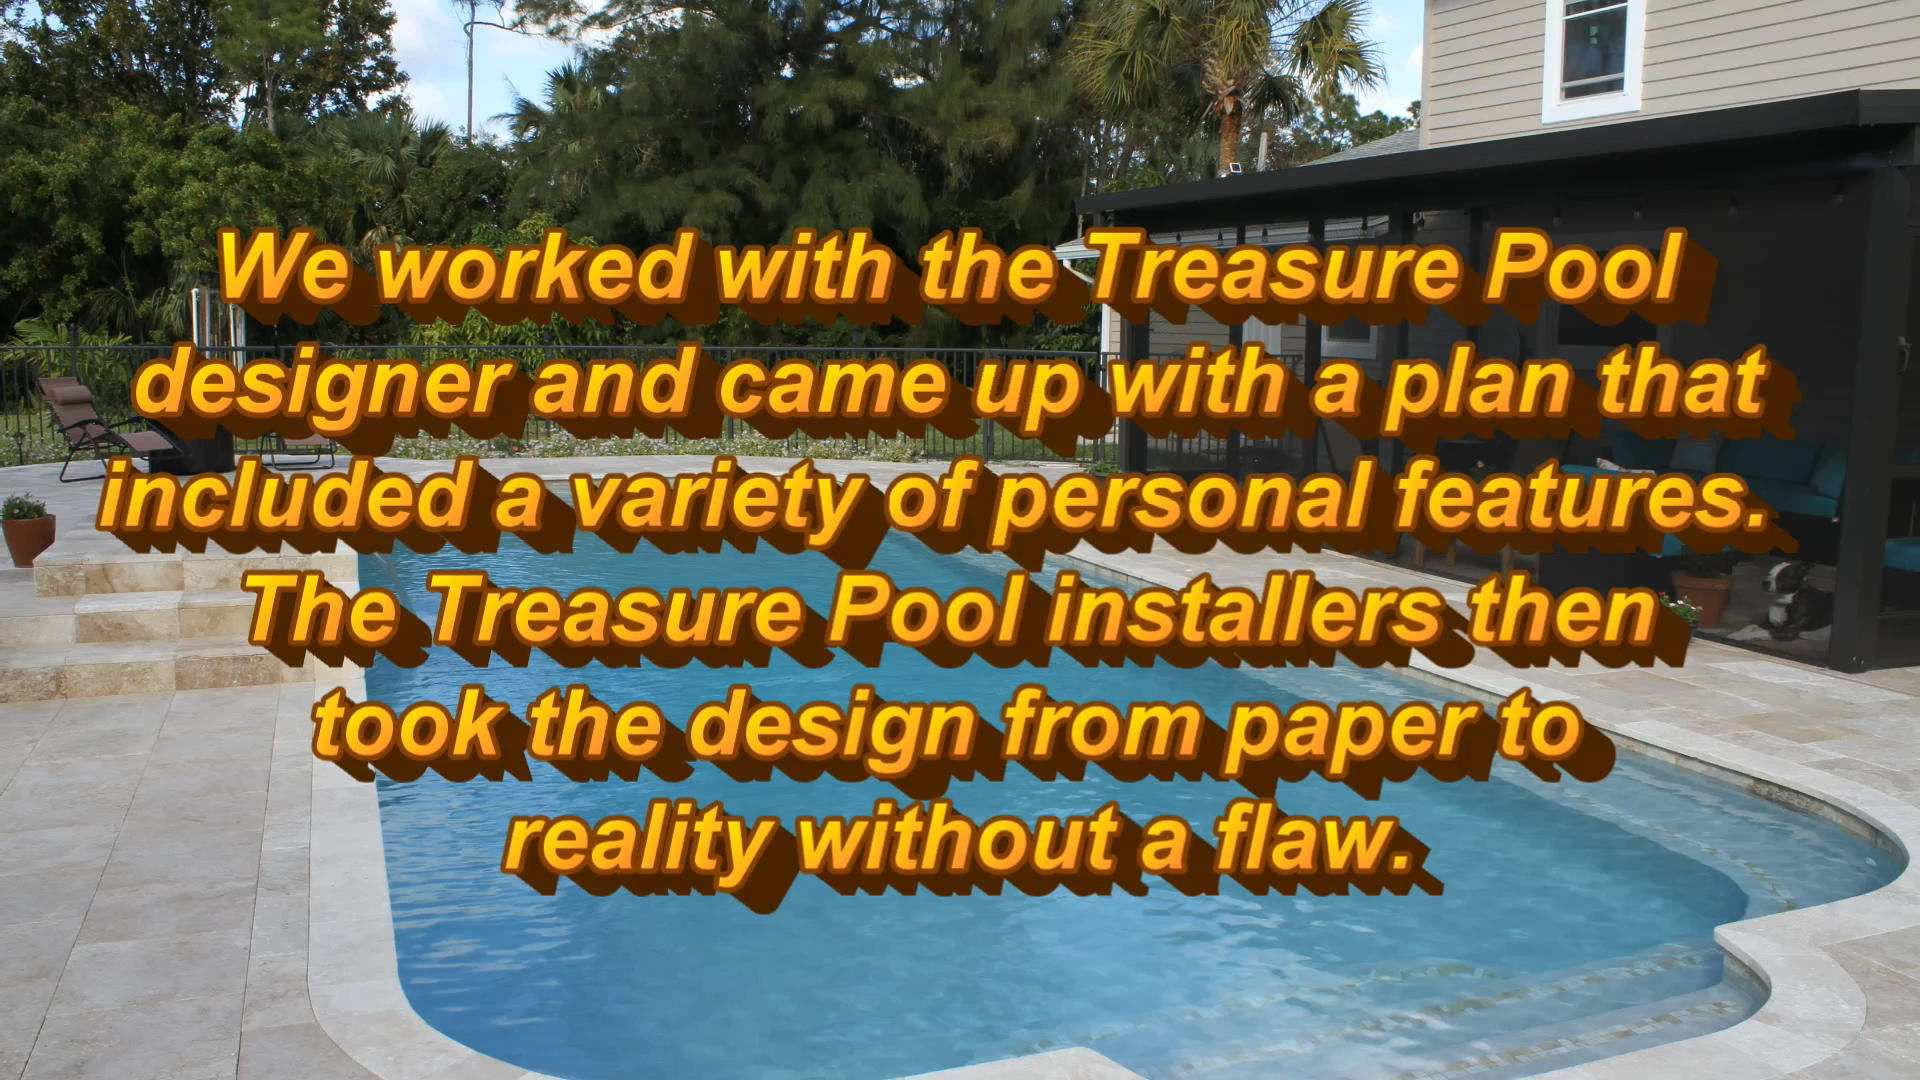 We worked with the Treasure Pool
designer and came up with a plan that
included a variety of personal features.
The Treasure Pool installers then
took the design from paper to
reality without a flaw.